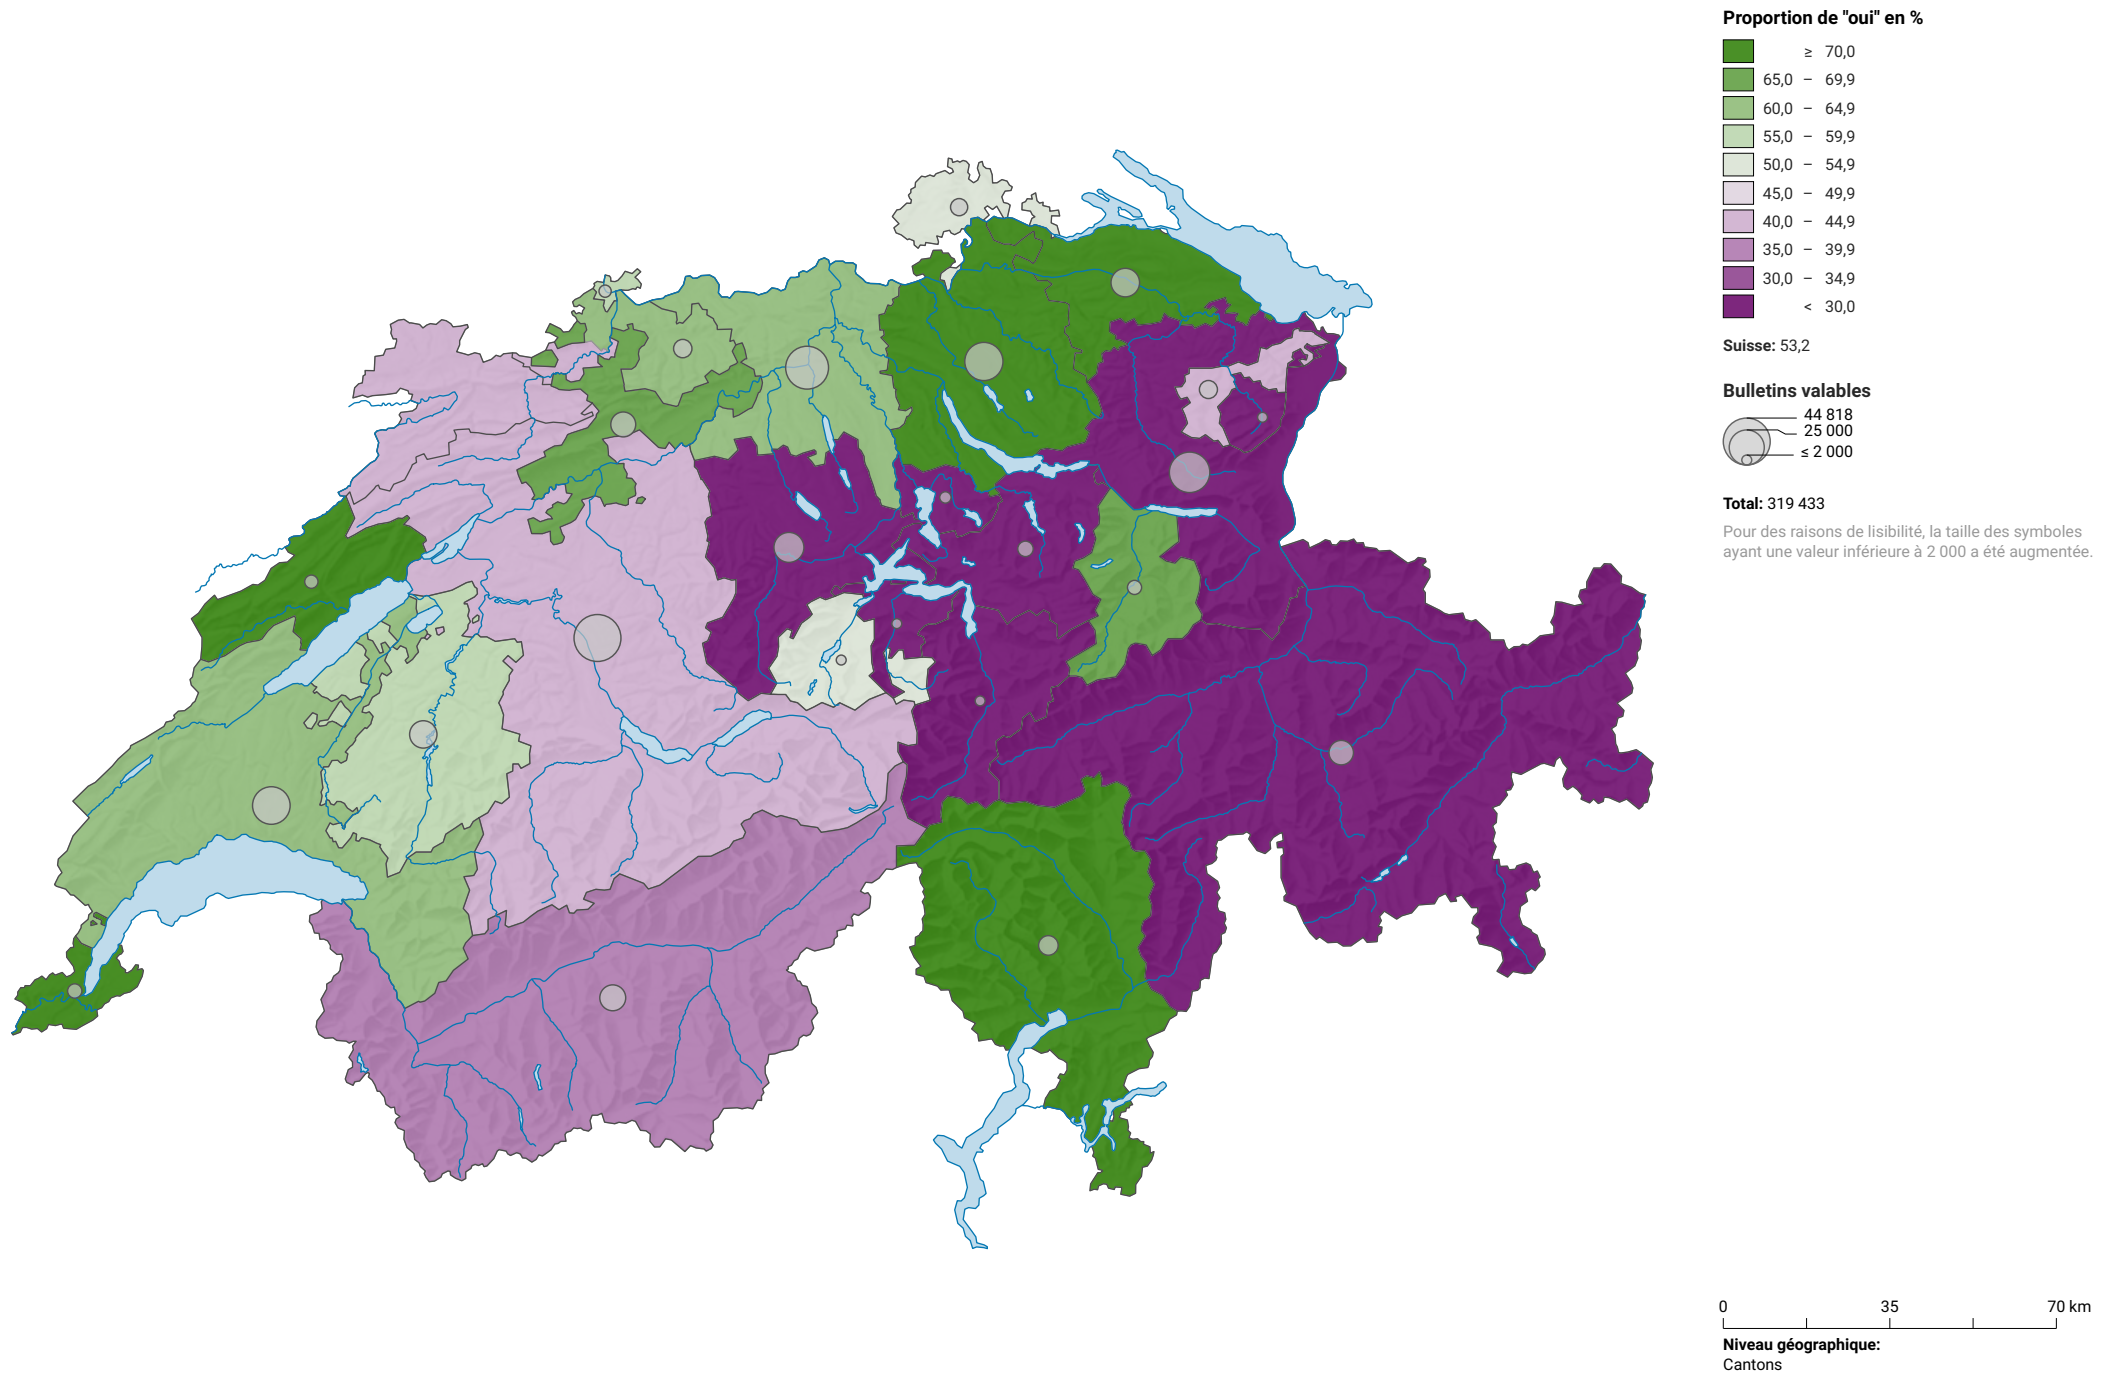 Proportion de "oui" en %
≥ 70,0
65,0 – 69,9
60,0 – 64,9
55,0 – 59,9
50,0 – 54,9
45,0 – 49,9
40,0 – 44,9
35,0 – 39,9
30,0 – 34,9
< 30,0
Suisse: 53,2
Bulletins valables
44 818
25 000
≤ 2 000
Total: 319 433
Pour des raisons de lisibilité, la taille des symboles
ayant une valeur inférieure à 2 000 a été augmentée.
0 35 70 km
Niveau géographique:
Cantons